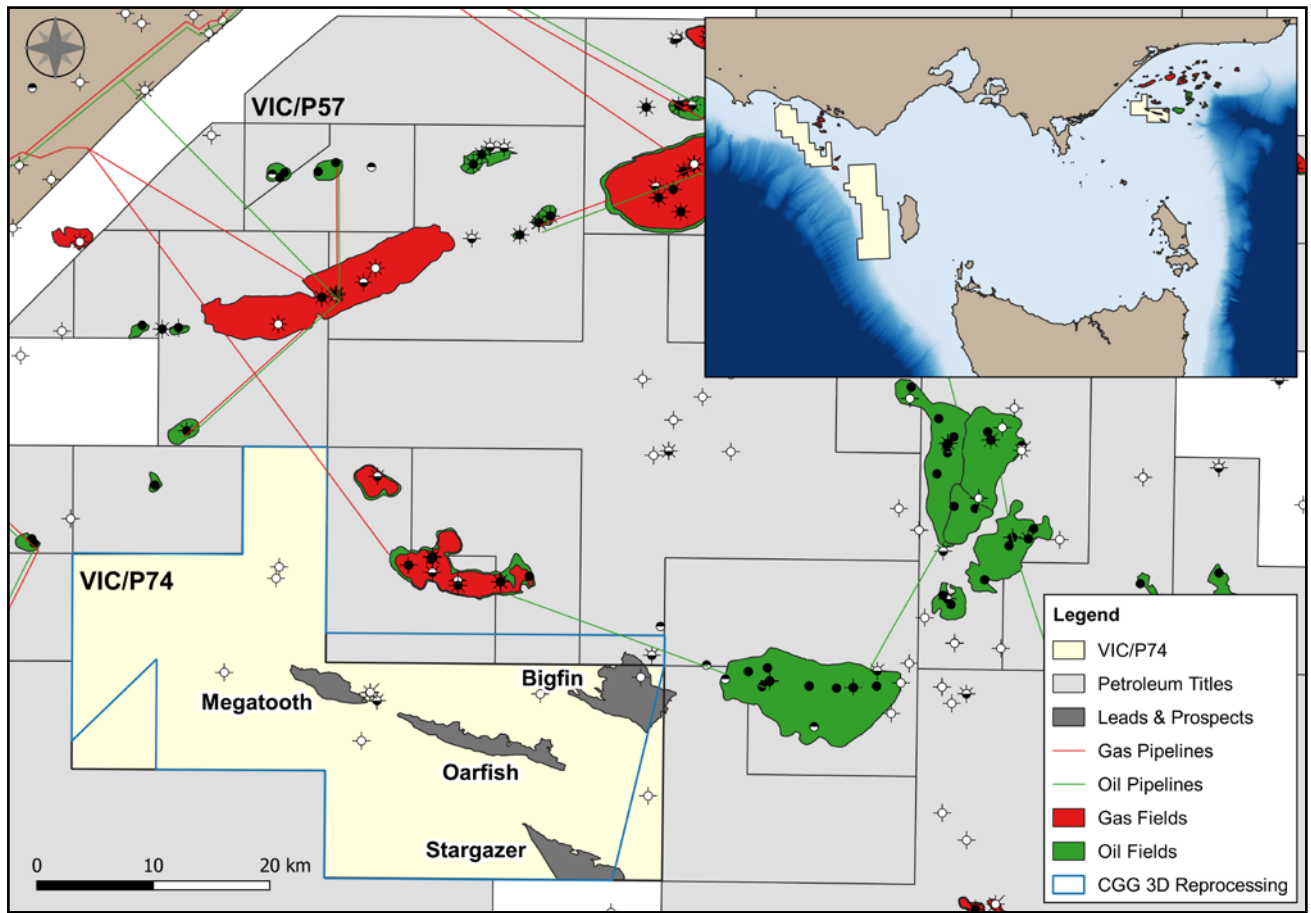 VIC/P57
VIC/P74
Bigfin
Megatooth
Oarfish
Stargazer
0 10 20 km
Legend
VIC/P74
Petroleum Titles
Leads & Prospects
Gas Pipelines
Oil Pipelines
Gas Fields
Oil Fields
CGG 3D Reprocessing